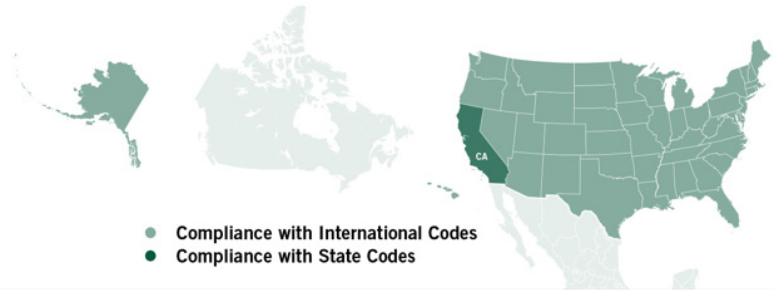 CA
Compliance with International Codes
Compliance with State Codes